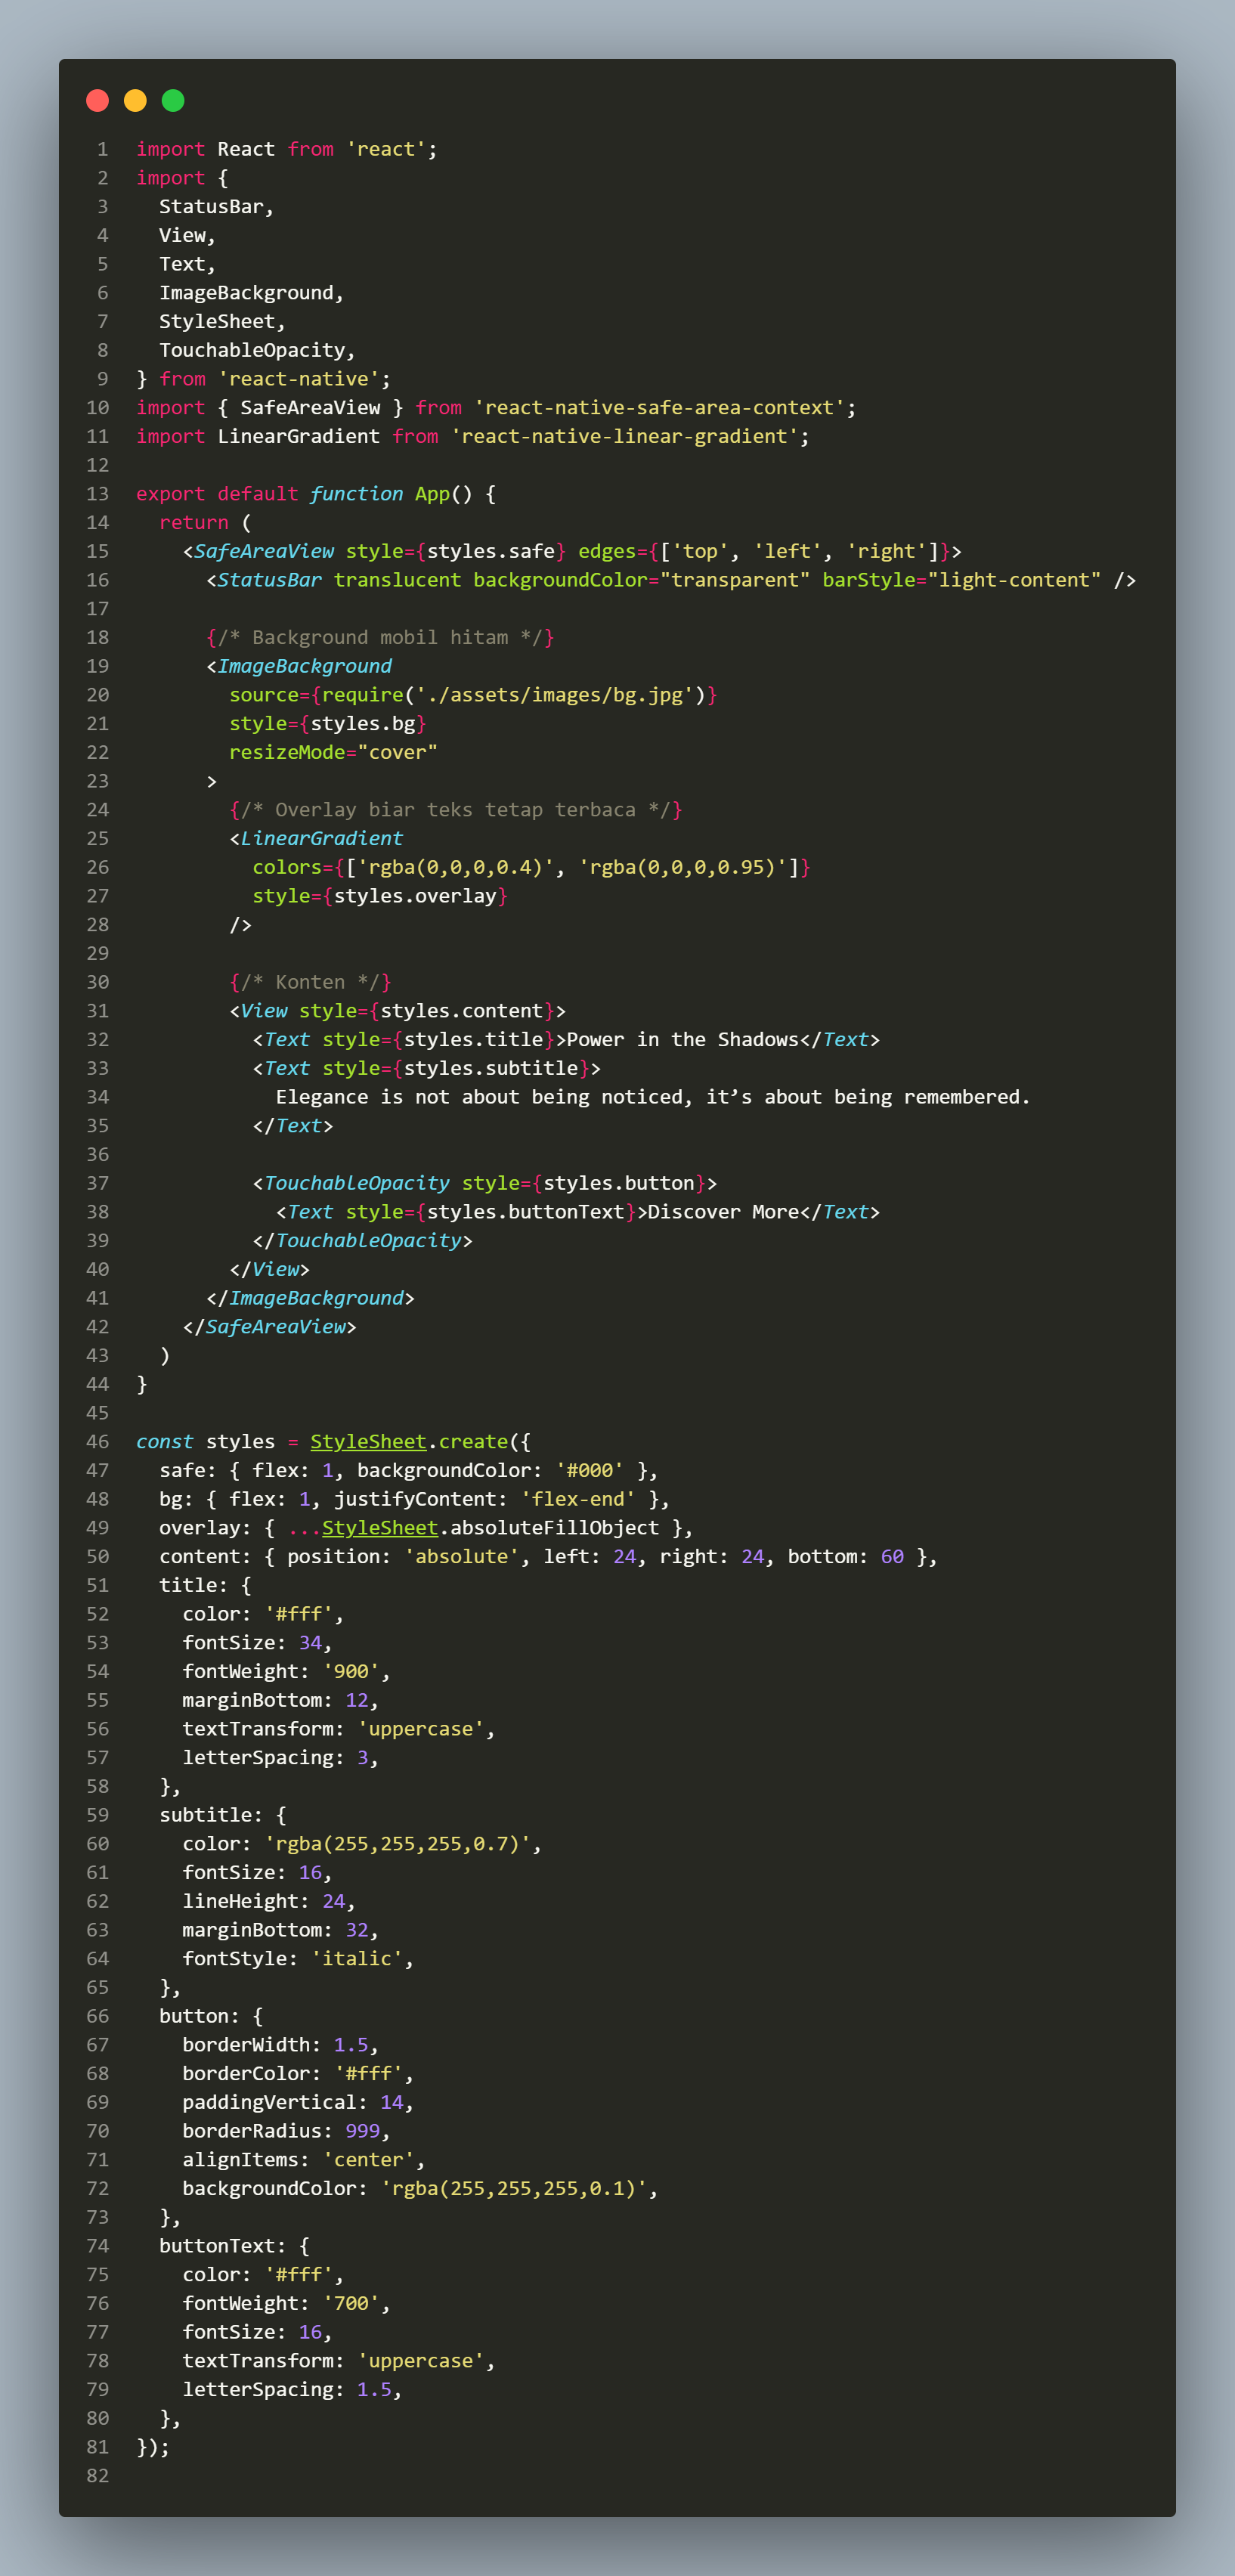 1 import React from 'react';
2 import {
3   StatusBar,
4   View,
5   Text,
6   ImageBackground,
7   StyleSheet,
8   TouchableOpacity,
9 } from 'react-native';
10 import { SafeAreaView } from 'react-native-safe-area-context';
11 import LinearGradient from 'react-native-linear-gradient';
12
13 export default function App() {
14   return (
15     <SafeAreaView style={styles.safe} edges={['top', 'left', 'right']}>
16       <StatusBar translucent backgroundColor="transparent" barStyle="light-content" />
17
18       {/* Background mobil hitam */}
19       <ImageBackground
20         source={require('./assets/images/bg.jpg')}
21         style={styles.bg}
22         resizeMode="cover"
23       >
24         {/* Overlay biar teks tetap terbaca */}
25         <LinearGradient
26           colors={['rgba(0,0,0,0.4)', 'rgba(0,0,0,0.95)']}
27           style={styles.overlay}
28         />
29
30         {/* Konten */}
31         <View style={styles.content}>
32           <Text style={styles.title}>Power in the Shadows</Text>
33           <Text style={styles.subtitle}>
34             Elegance is not about being noticed, it’s about being remembered.
35           </Text>
36
37           <TouchableOpacity style={styles.button}>
38             <Text style={styles.buttonText}>Discover More</Text>
39           </TouchableOpacity>
40         </View>
41       </ImageBackground>
42     </SafeAreaView>
43   )
44 }
45
46 const styles = StyleSheet.create({
47   safe: { flex: 1, backgroundColor: '#000' },
48   bg: { flex: 1, justifyContent: 'flex-end' },
49   overlay: { ...StyleSheet.absoluteFillObject },
50   content: { position: 'absolute', left: 24, right: 24, bottom: 60 },
51   title: {
52     color: '#fff',
53     fontSize: 34,
54     fontWeight: '900',
55     marginBottom: 12,
56     textTransform: 'uppercase',
57     letterSpacing: 3,
58   },
59   subtitle: {
60     color: 'rgba(255,255,255,0.7)',
61     fontSize: 16,
62     lineHeight: 24,
63     marginBottom: 32,
64     fontStyle: 'italic',
65   },
66   button: {
67     borderWidth: 1.5,
68     borderColor: '#fff',
69     paddingVertical: 14,
70     borderRadius: 999,
71     alignItems: 'center',
72     backgroundColor: 'rgba(255,255,255,0.1)',
73   },
74   buttonText: {
75     color: '#fff',
76     fontWeight: '700',
77     fontSize: 16,
78     textTransform: 'uppercase',
79     letterSpacing: 1.5,
80   },
81 });
82